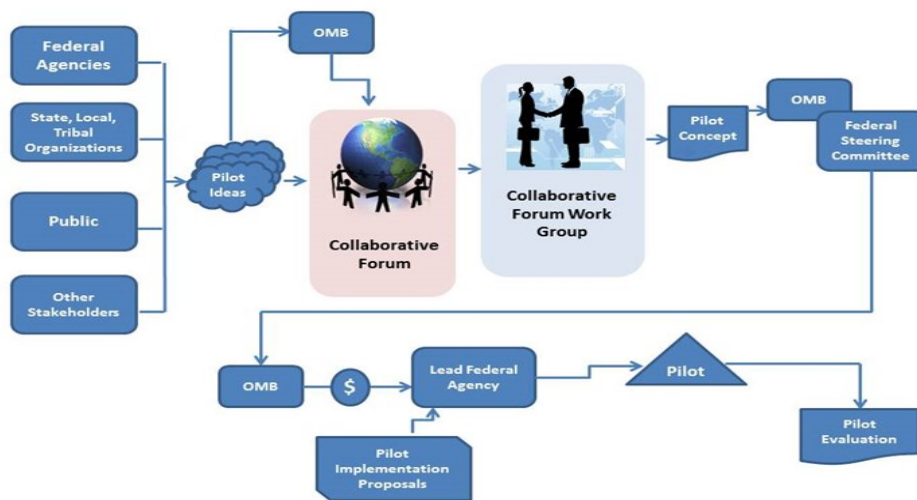 Federal
Agencies
State, Local,
Tribal
Organizations
Public
Other
Stakeholders
Pilot
Ideas
OMB
Collaborative
Forum
Collaborative
Forum Work
Group
Pilot
Concept
OMB
Federal
Steering
Committee
OMB
$
Lead Federal
Agency
Pilot
Implementation
Proposals
Pilot
Pilot
Evaluation